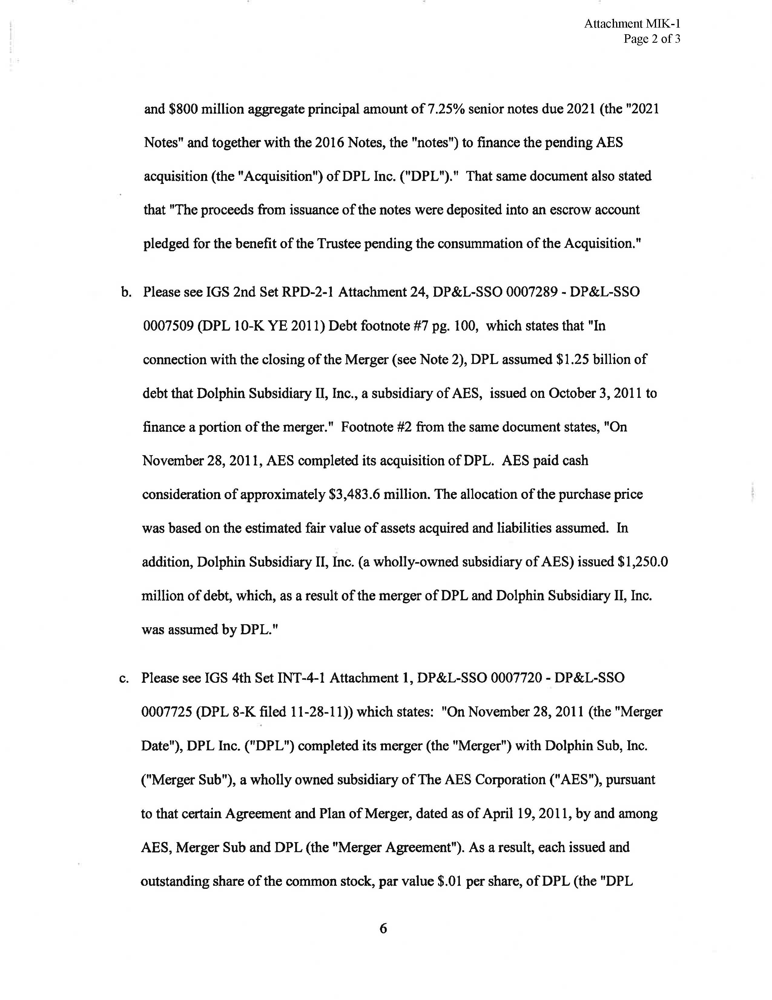 Attachment MIK-1
Page 2 of 3
and $800 million aggregate principal amount of 7.25% senior notes due 2021 (the "2021
Notes" and together with the 2016 Notes, the "notes") to finance the pending AES
acquisition (the "Acquisition") of DPL Inc. ("DPL")." That same document also stated
that "The proceeds from issuance of the notes were deposited into an escrow account
pledged for the benefit of the Trustee pending the consummation of the Acquisition."
b. Please see IGS 2nd Set RPD-2-1 Attachment 24, DP&L-SSO 0007289 - DP&L-SSO
0007509 (DPL 10-K YE 2011) Debt footnote #7 pg. 100, which states that "In
connection with the closing of the Merger (see Note 2), DPL assumed $1.25 billion of
debt that Dolphin Subsidiary II, Inc., a subsidiary of AES, issued on October 3, 2011 to
finance a portion of the merger." Footnote #2 from the same document states, "On
November 28, 2011, AES completed its acquisition of DPL. AES paid cash
consideration of approximately $3,483.6 million. The allocation of the purchase price
was based on the estimated fair value of assets acquired and liabilities assumed. In
addition, Dolphin Subsidiary II, Inc. (a wholly-owned subsidiary of AES) issued $1,250.0
million of debt, which, as a result of the merger of DPL and Dolphin Subsidiary II, Inc.
was assumed by DPL."
c. Please see IGS 4th Set INT-4-1 Attachment 1, DP&L-SSO 0007720 - DP&L-SSO
0007725 (DPL 8-K filed 11-28-11)) which states: "On November 28, 2011 (the "Merger
Date"), DPL Inc. ("DPL") completed its merger (the "Merger") with Dolphin Sub, Inc.
("Merger Sub"), a wholly owned subsidiary of The AES Corporation ("AES"), pursuant
to that certain Agreement and Plan of Merger, dated as of April 19, 2011, by and among
AES, Merger Sub and DPL (the "Merger Agreement"). As a result, each issued and
outstanding share of the common stock, par value $.01 per share, of DPL (the "DPL
6